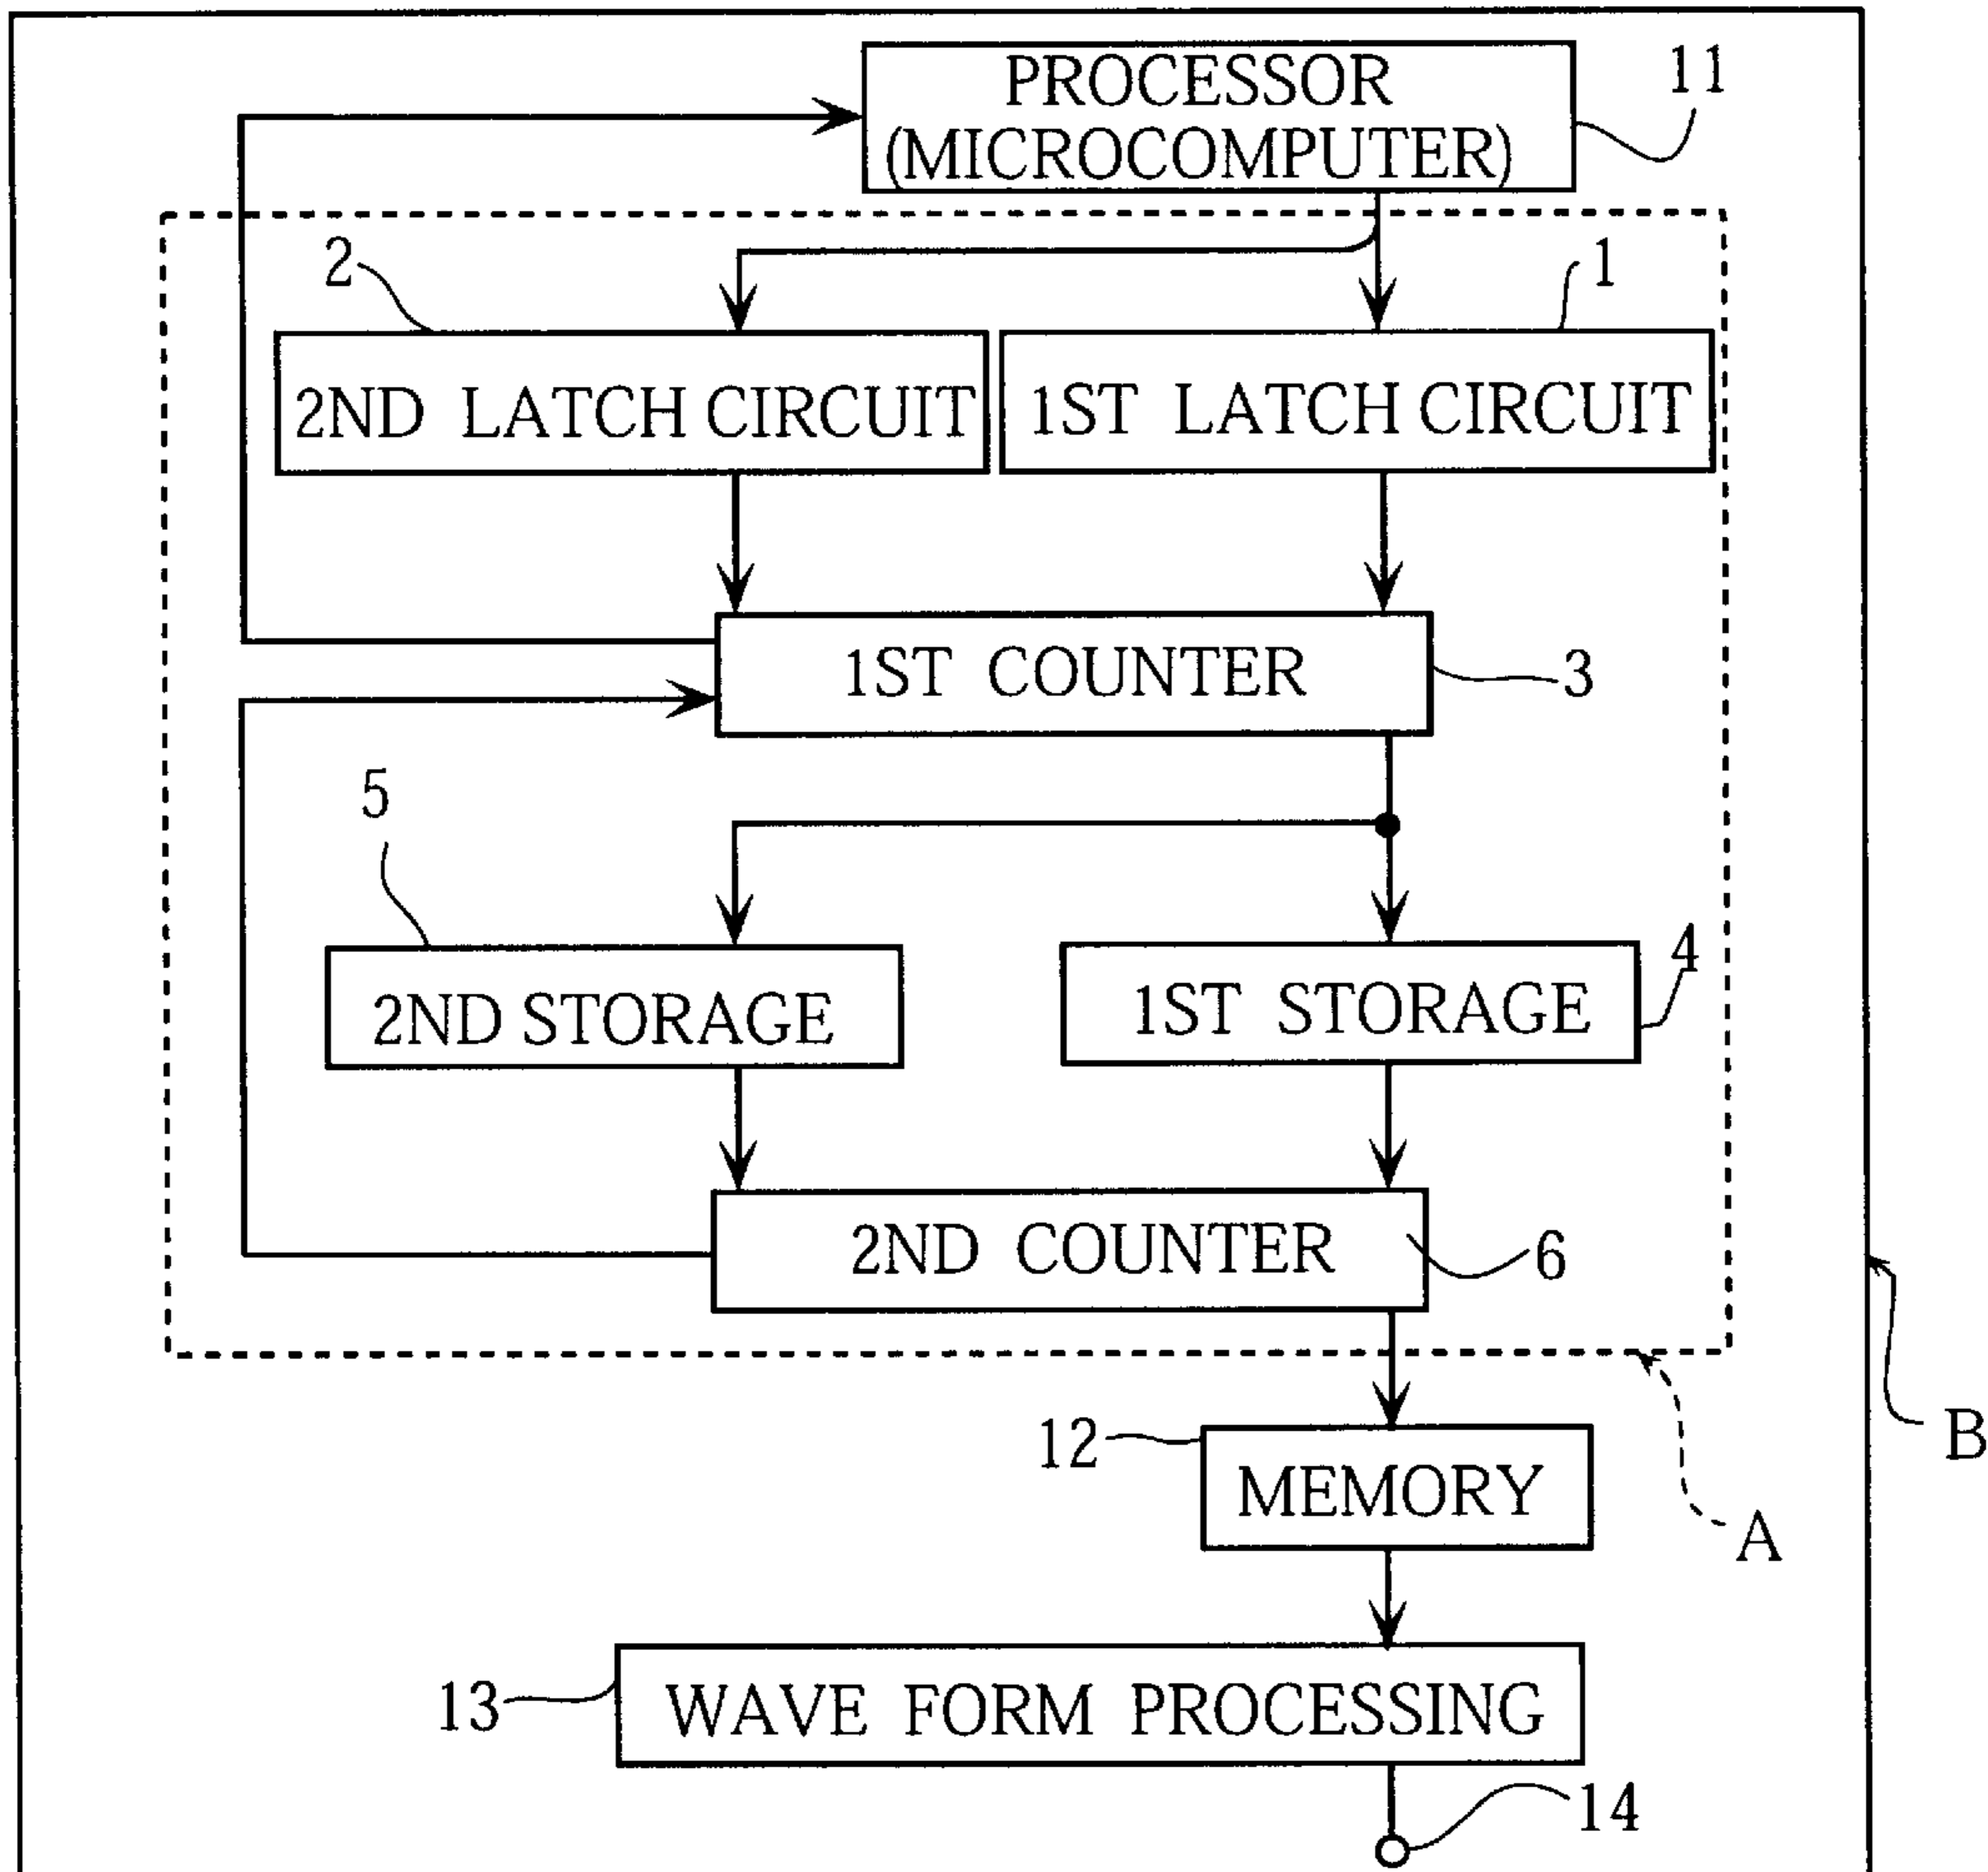 PROCESSOR
(MICROCOMPUTER)
11
2
1
2ND LATCH CIRCUIT
1ST LATCH CIRCUIT
1ST COUNTER
3
5
4
2ND STORAGE
1ST STORAGE
2ND COUNTER
6
12
MEMORY
B
A
13
WAVE FORM PROCESSING
14